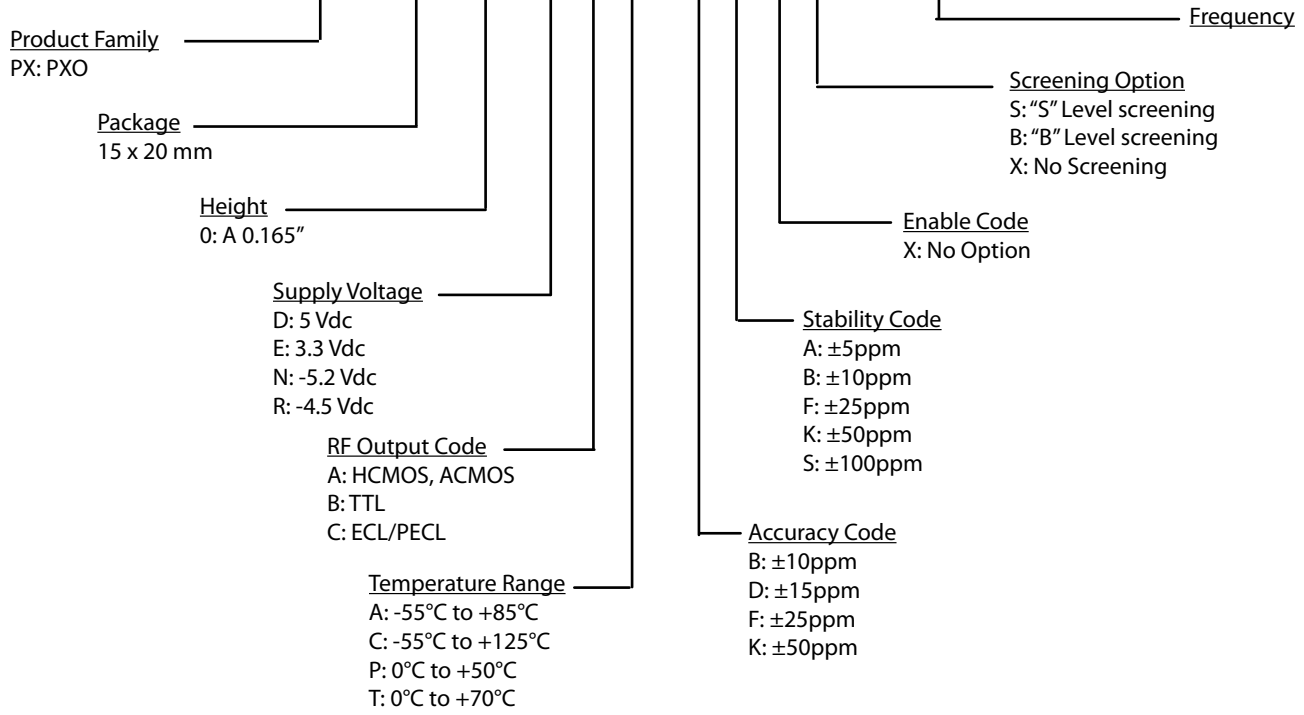 Frequency
Product Family
PX: PXO
Screening Option
S: “S” Level screening
B: “B” Level screening
X: No Screening
Package
15 x 20 mm
Height
0: A 0.165”
Enable Code
X: No Option
Supply Voltage
D: 5 Vdc
E: 3.3 Vdc
N: -5.2 Vdc
R: -4.5 Vdc
Stability Code
A: ±5ppm
B: ±10ppm
F: ±25ppm
K: ±50ppm
S: ±100ppm
RF Output Code
A: HCMOS, ACMOS
B: TTL
C: ECL/PECL
Accuracy Code
B: ±10ppm
D: ±15ppm
F: ±25ppm
K: ±50ppm
Temperature Range
A: -55°C to +85°C
C: -55°C to +125°C
P: 0°C to +50°C
T: 0°C to +70°C